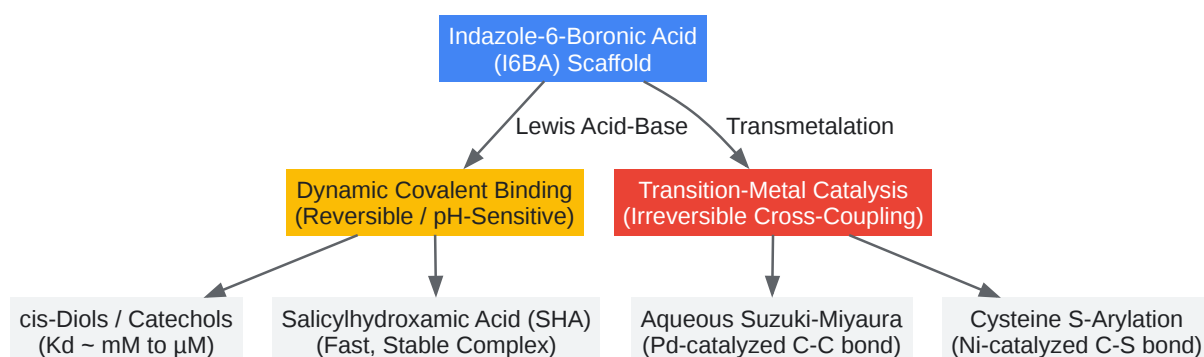 Indazole-6-Boronic Acid
(I6BA) Scaffold
Lewis Acid-Base
Transmetalation
Dynamic Covalent Binding
(Reversible / pH-Sensitive)
Transition-Metal Catalysis
(Irreversible Cross-Coupling)
cis-Diols / Catechols
(Kd ~ mM to µM)
Salicylhydroxamic Acid (SHA)
(Fast, Stable Complex)
Aqueous Suzuki-Miyaura
(Pd-catalyzed C-C bond)
Cysteine S-Arylation
(Ni-catalyzed C-S bond)